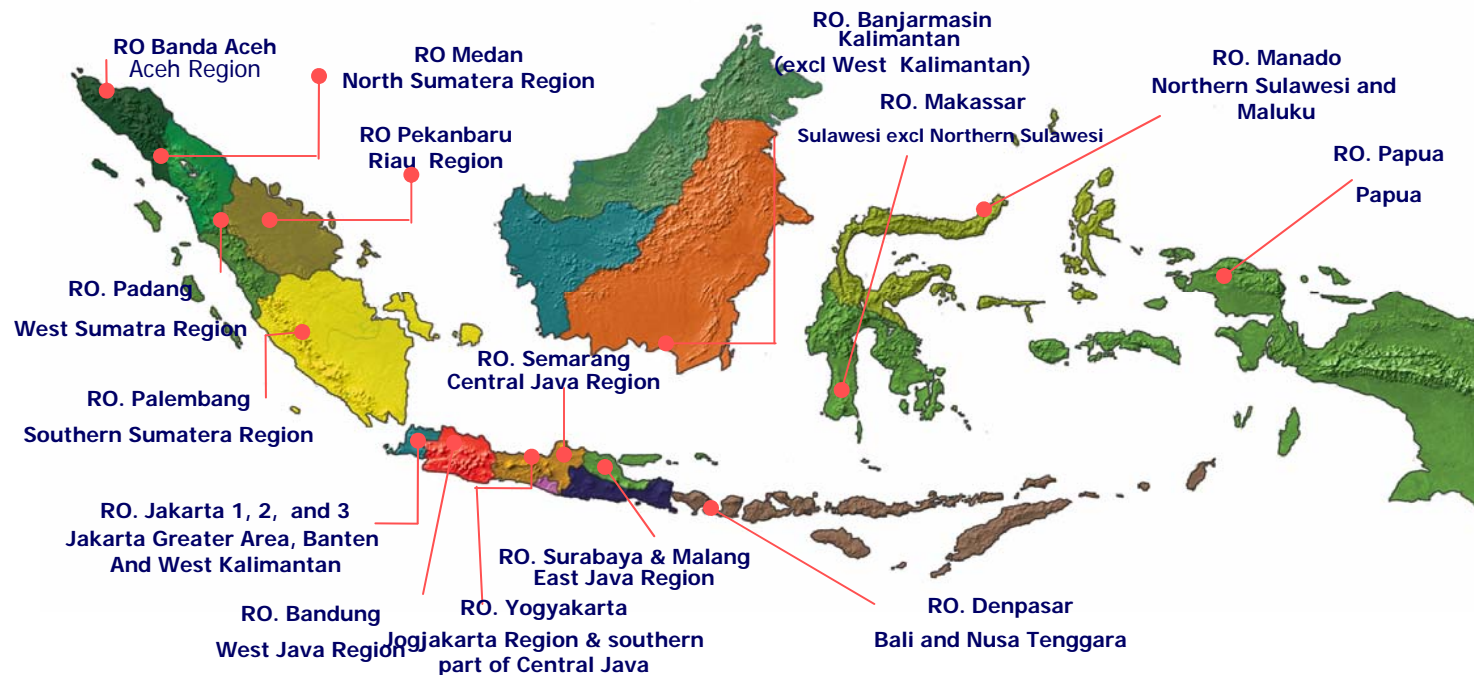 RO Banda Aceh
Aceh Region
RO Medan
North Sumatera Region
RO Pekanbaru
Riau Region
RO. Banjarmasin
Kalimantan
(excl West Kalimantan)
RO. Makassar
Sulawesi excl Northern Sulawesi
RO. Manado
Northern Sulawesi and
Maluku
RO. Papua
Papua
RO. Padang
West Sumatra Region
RO. Palembang
Southern Sumatera Region
RO. Semarang
Central Java Region
RO. Jakarta 1, 2, and 3
Jakarta Greater Area, Banten
And West Kalimantan
RO. Bandung
West Java Region
RO. Yogyakarta
Jogjakarta Region & southern
part of Central Java
RO. Surabaya & Malang
East Java Region
RO. Denpasar
Bali and Nusa Tenggara